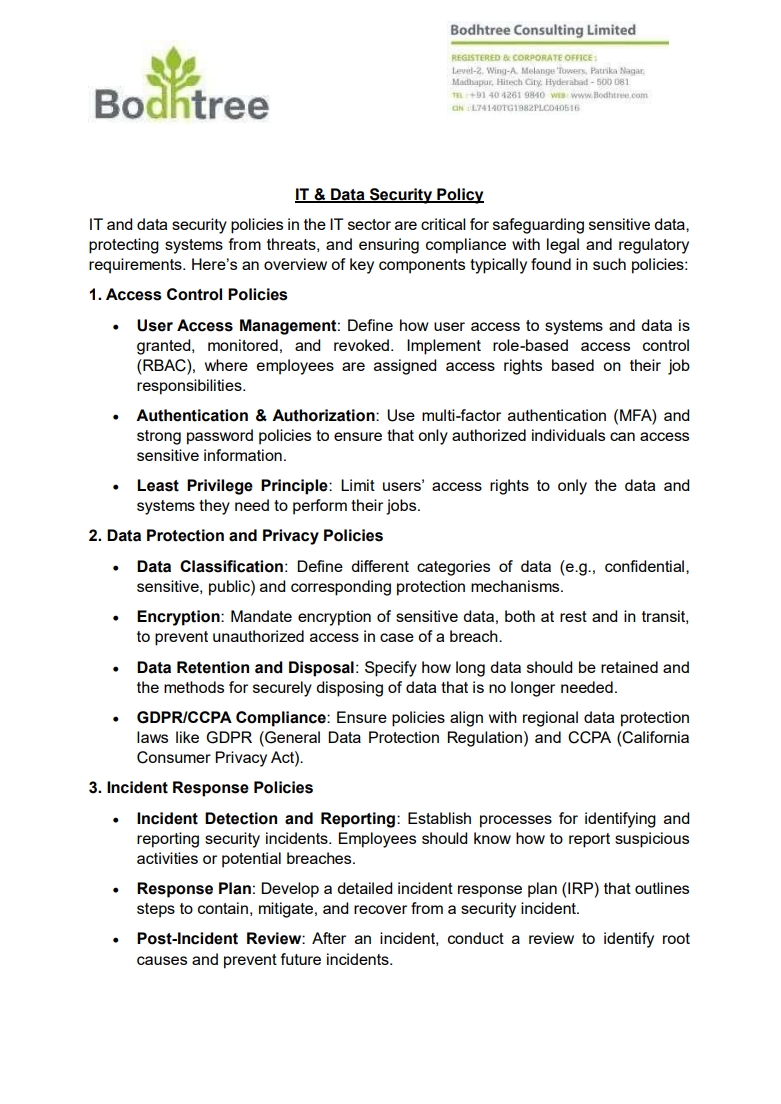 Bodhtree
Bodhtree Consulting Limited
REGISTERED & CORPORATE OFFICE :
Level-2, Wing-A, Melange Towers, Patrika Nagar,
Madhapur, Hitech City, Hyderabad - 500 081
TEL : +91 40 4261 9840 WEB: www.Bodhtree.com
CIN : L74140TG1982PLC040516
IT & Data Security Policy
IT and data security policies in the IT sector are critical for safeguarding sensitive data,
protecting systems from threats, and ensuring compliance with legal and regulatory
requirements. Here’s an overview of key components typically found in such policies:
1. Access Control Policies
• User Access Management: Define how user access to systems and data is
granted, monitored, and revoked. Implement role-based access control
(RBAC), where employees are assigned access rights based on their job
responsibilities.
• Authentication & Authorization: Use multi-factor authentication (MFA) and
strong password policies to ensure that only authorized individuals can access
sensitive information.
• Least Privilege Principle: Limit users’ access rights to only the data and
systems they need to perform their jobs.
2. Data Protection and Privacy Policies
• Data Classification: Define different categories of data (e.g., confidential,
sensitive, public) and corresponding protection mechanisms.
• Encryption: Mandate encryption of sensitive data, both at rest and in transit,
to prevent unauthorized access in case of a breach.
• Data Retention and Disposal: Specify how long data should be retained and
the methods for securely disposing of data that is no longer needed.
• GDPR/CCPA Compliance: Ensure policies align with regional data protection
laws like GDPR (General Data Protection Regulation) and CCPA (California
Consumer Privacy Act).
3. Incident Response Policies
• Incident Detection and Reporting: Establish processes for identifying and
reporting security incidents. Employees should know how to report suspicious
activities or potential breaches.
• Response Plan: Develop a detailed incident response plan (IRP) that outlines
steps to contain, mitigate, and recover from a security incident.
• Post-Incident Review: After an incident, conduct a review to identify root
causes and prevent future incidents.